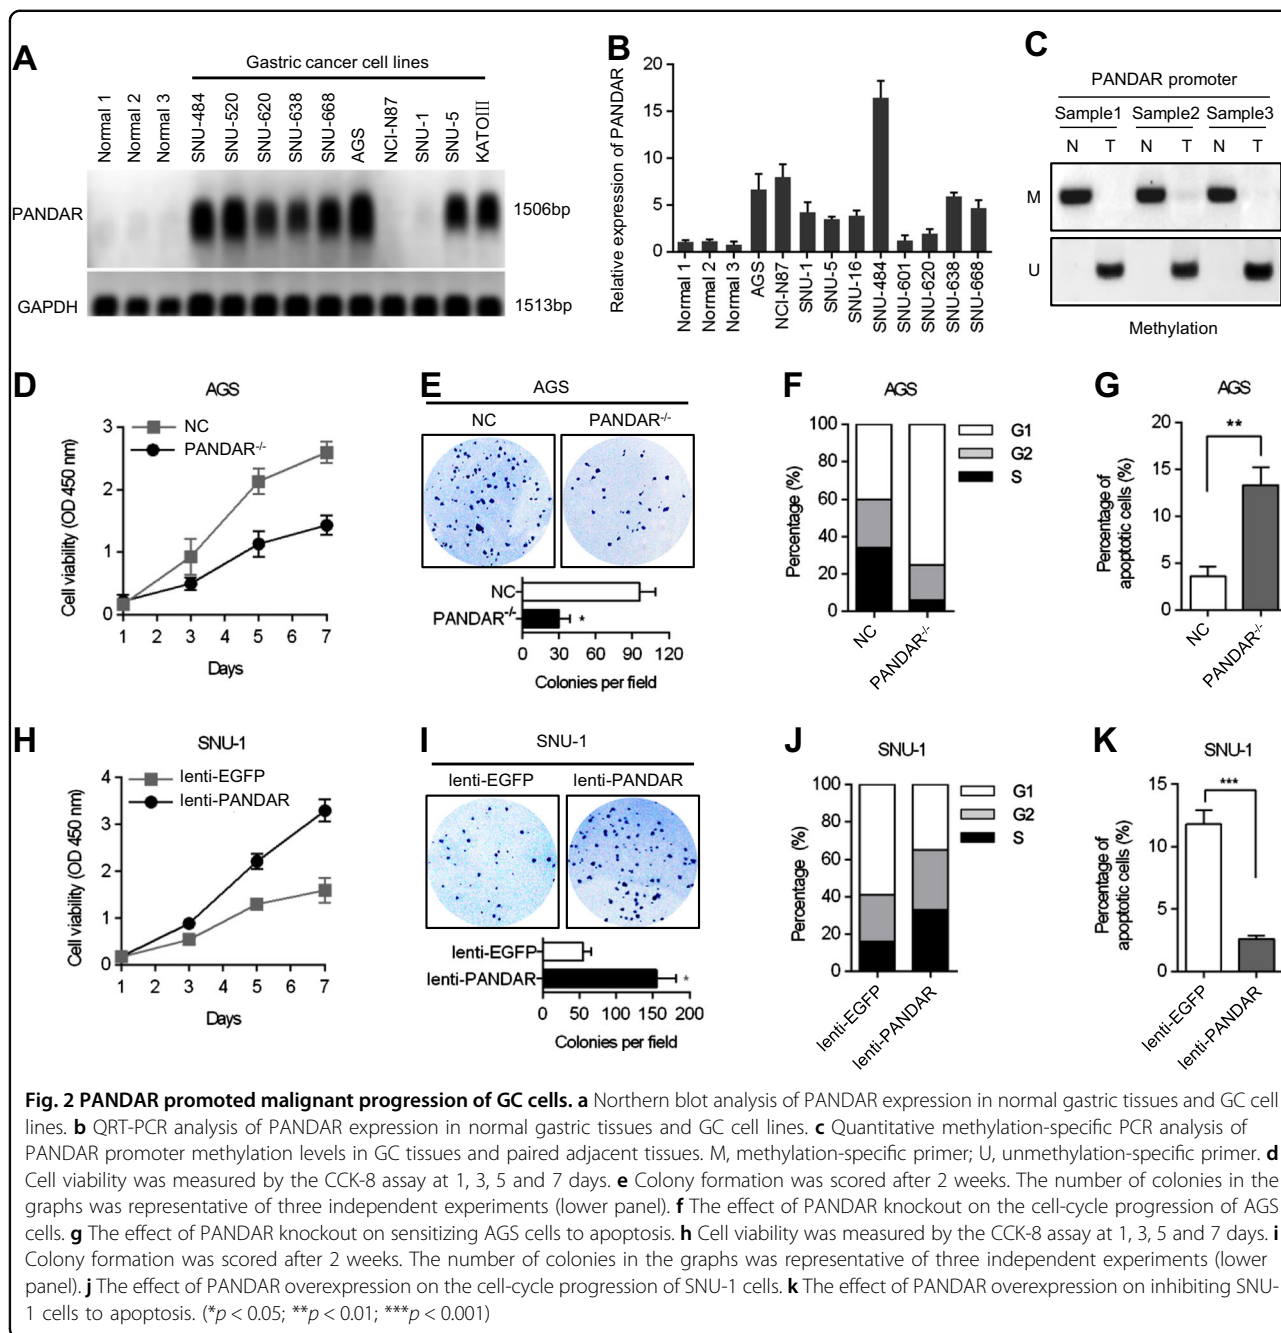 A
Gastric cancer cell lines
Normal 1
Normal 2
Normal 3
SNU-484
SNU-520
SNU-620
SNU-638
SNU-668
AGS
NCI-N87
SNU-1
SNU-5
KATOIII
PANDAR
1506bp
GAPDH
1513bp
B
Relative expression of PANDAR
20
15
10
5
0
Normal 1
Normal 2
Normal 3
AGS
NCI-N87
SNU-1
SNU-5
SNU-16
SNU-484
SNU-601
SNU-620
SNU-638
SNU-668
C
PANDAR promoter
Sample1 Sample2 Sample3
N T N T N T
M
U
Methylation
D
AGS
NC
PANDAR-/-
Cell viability (OD 450 nm)
3
2
1
0
1 2 3 4 5 6 7
Days
E
AGS
NC PANDAR-/-
NC
PANDAR-/-
*
0 30 60 90 120
Colonies per field
F
AGS
Percentage (%)
100
80
60
40
20
0
G1
G2
S
NC
PANDAR-/-
G
AGS
Percentage of
apoptotic cells (%)
20
15
10
5
0
**
NC
PANDAR-/-
H
SNU-1
lenti-EGFP
lenti-PANDAR
Cell viability (OD 450 nm)
4
3
2
1
0
1 2 3 4 5 6 7
Days
I
SNU-1
lenti-EGFP lenti-PANDAR
lenti-EGFP
lenti-PANDAR
*
0 50 100 150 200
Colonies per field
J
SNU-1
Percentage (%)
100
80
60
40
20
0
G1
G2
S
lenti-EGFP
lenti-PANDAR
K
SNU-1
Percentage of
apoptotic cells (%)
15
10
5
0
***
lenti-EGFP
lenti-PANDAR
Fig. 2 PANDAR promoted malignant progression of GC cells. a Northern blot analysis of PANDAR expression in normal gastric tissues and GC cell
lines. b QRT-PCR analysis of PANDAR expression in normal gastric tissues and GC cell lines. c Quantitative methylation-specific PCR analysis of
PANDAR promoter methylation levels in GC tissues and paired adjacent tissues. M, methylation-specific primer; U, unmethylation-specific primer. d
Cell viability was measured by the CCK-8 assay at 1, 3, 5 and 7 days. e Colony formation was scored after 2 weeks. The number of colonies in the
graphs was representative of three independent experiments (lower panel). f The effect of PANDAR knockout on the cell-cycle progression of AGS
cells. g The effect of PANDAR knockout on sensitizing AGS cells to apoptosis. h Cell viability was measured by the CCK-8 assay at 1, 3, 5 and 7 days. i
Colony formation was scored after 2 weeks. The number of colonies in the graphs was representative of three independent experiments (lower
panel). j The effect of PANDAR overexpression on the cell-cycle progression of SNU-1 cells. k The effect of PANDAR overexpression on inhibiting SNU-
1 cells to apoptosis. (*p < 0.05; **p < 0.01; ***p < 0.001)